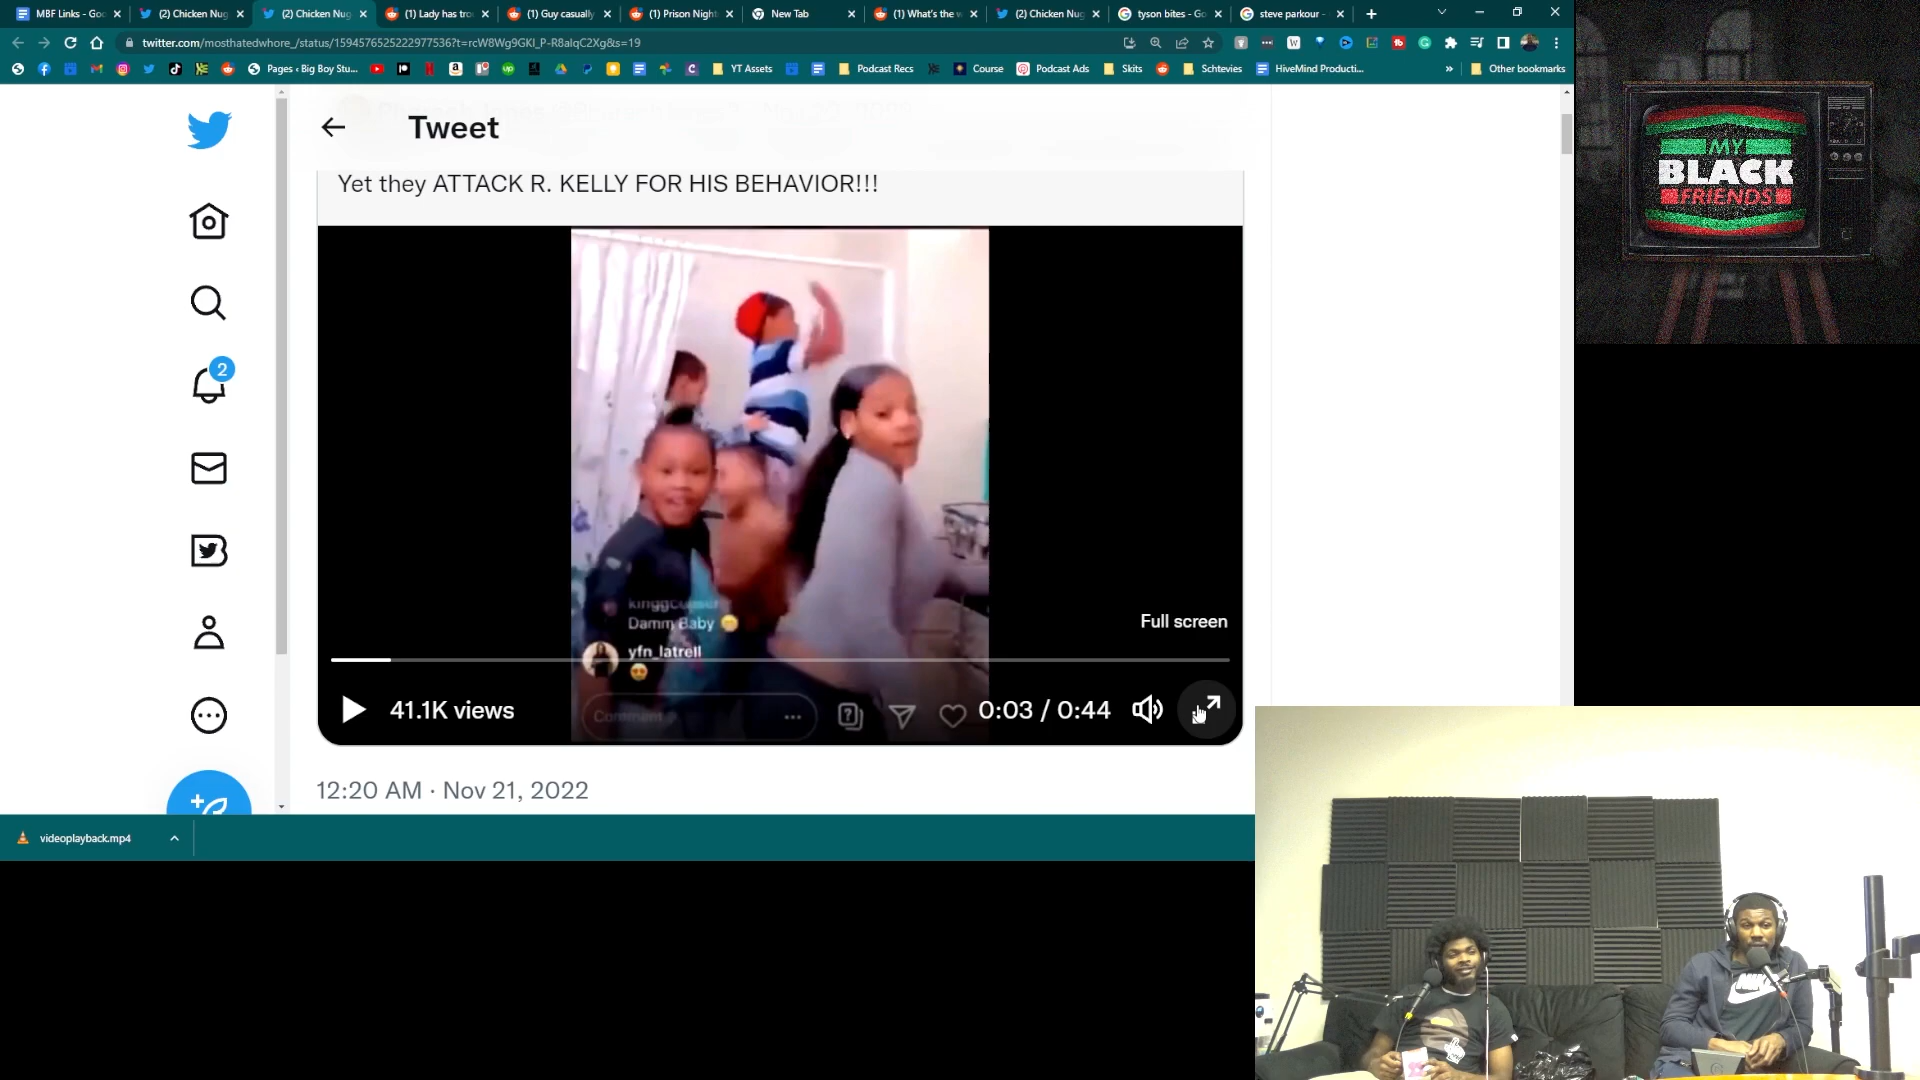 MBF Links - Goo
(2) Chicken Nug
(2) Chicken Nug
(1) Lady has tro
(1) Guy casually
(1) Prison Night
New Tab
(1) What's the w
(2) Chicken Nug
tyson bites - Go
steve parkour -
twitter.com/mosthatedwhore_/status/1594576525222977536?t=rcW8Wg9GKl_P-R8alqC2Xg&s=19
Pages ‹ Big Boy Stu...
YT Assets
Podcast Recs
Course
Podcast Ads
Skits
Schtevies
HiveMind Producti...
»
Other bookmarks
Tweet
Yet they ATTACK R. KELLY FOR HIS BEHAVIOR!!!
2
Damm Baby
yfn_latrell
Comment
Full screen
41.1K views
0:03 / 0:44
12:20 AM · Nov 21, 2022
videoplayback.mp4
MY
BLACK
FRIENDS
NIKE